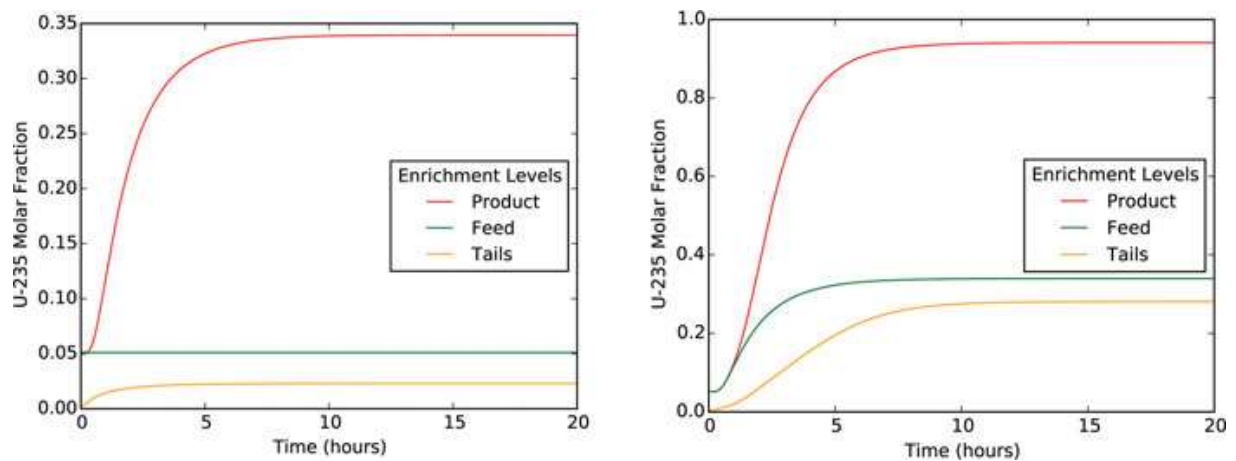 0.35
0.30
0.25
0.20
0.35
0.10
0.05
0.00
U-235 Molar Fraction
0 5 10 15 20
Time (hours)
Enrichment Levels
Product
Feed
Tails
1.0
0.8
0.6
0.4
0.2
0.0
U-235 Molar Fraction
0 5 10 15 20
Time (hours)
Enrichment Levels
Product
Feed
Tails